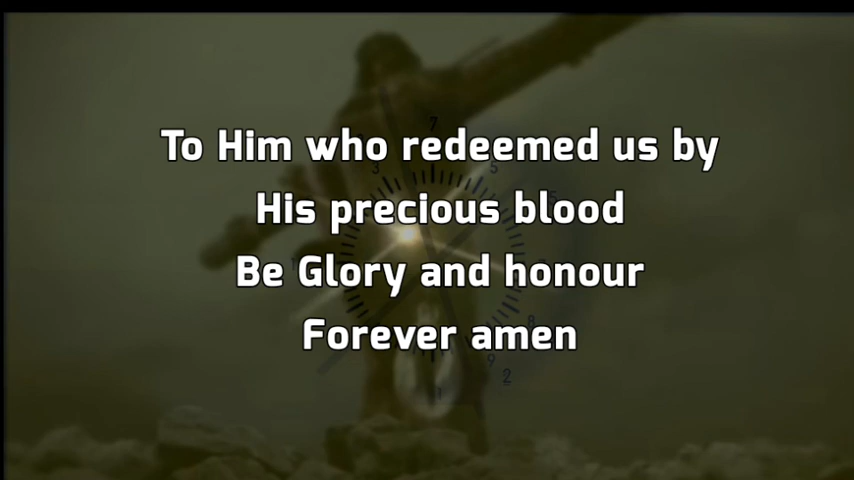 To Him who redeemed us by
His precious blood
Be Glory and honour
Forever amen